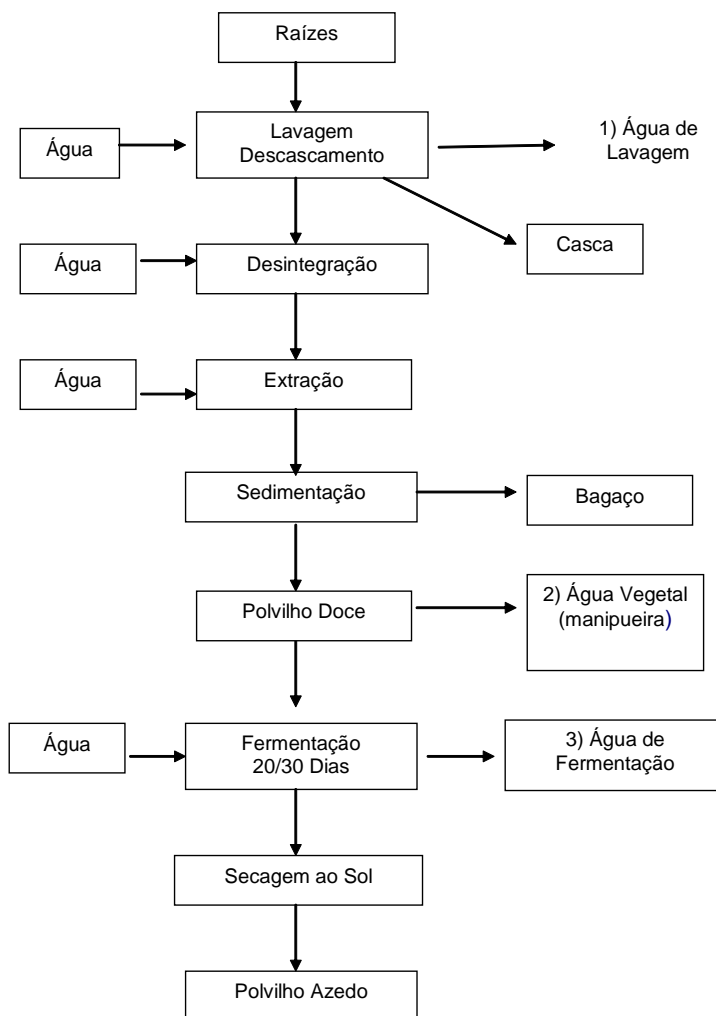 Raízes
Água
Lavagem
Descascamento
1) Água de
Lavagem
Casca
Água
Desintegração
Água
Extração
Sedimentação
Bagaço
Polvilho Doce
2) Água Vegetal
(manipueira)
Água
Fermentação
20/30 Dias
3) Água de
Fermentação
Secagem ao Sol
Polvilho Azedo